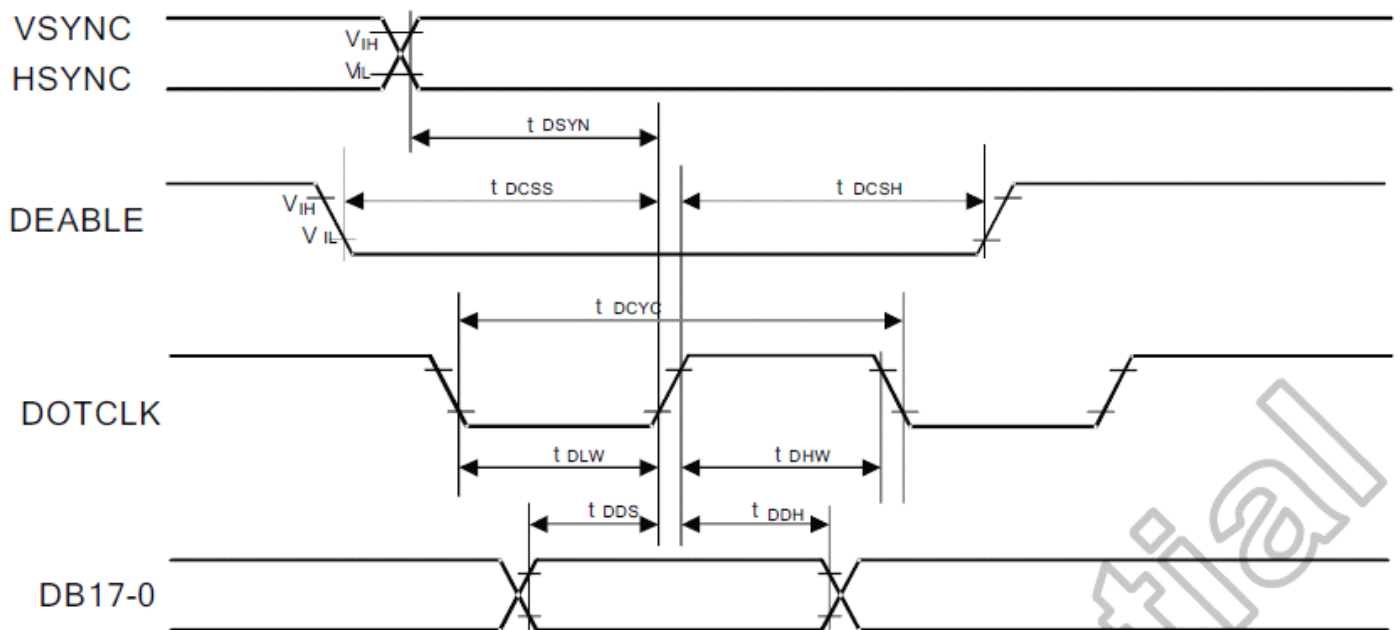 VSYNC
VIH
VIL
HSYNC
t DSYN
t DCSS
t DCSH
VIH
DEABLE
V IL
t DCYC
DOTCLK
t DLW
t DHW
t DDS
t DDH
DB17-0
tial